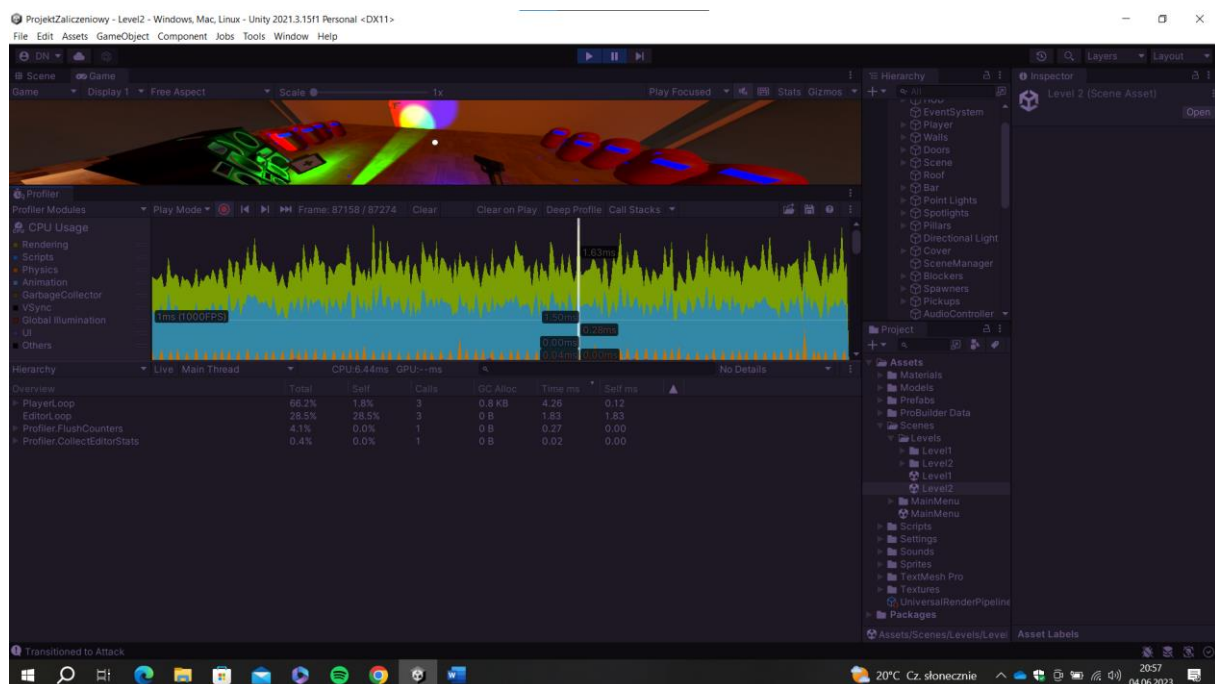 ProjektZaliczeniowy - Level2 - Windows, Mac, Linux - Unity 2021.3.15f1 Personal <DX11>
File Edit Assets GameObject Component Jobs Tools Window Help
DN Layers Layout
Scene Game
Game Display 1 Free Aspect Scale 1x Play Focused Stats Gizmos
Profiler
Profiler Modules Play Mode Frame: 87158 / 87274 Clear Clear on Play Deep Profile Call Stacks
CPU Usage
Rendering
Scripts
Physics
Animation
GarbageCollector
VSync
Global Illumination
UI
Others
1.63ms
1ms (1000FPS)
1.50ms
0.28ms
0.00ms
0.04ms 0.00ms
Hierarchy Live Main Thread CPU:6.44ms GPU:--ms No Details
Overview Total Self Calls GC Alloc Time ms Self ms
PlayerLoop 66.2% 1.8% 3 0.8 KB 4.26 0.12
EditorLoop 28.5% 28.5% 3 0 B 1.83 1.83
Profiler.FlushCounters 4.1% 0.0% 1 0 B 0.27 0.00
Profiler.CollectEditorStats 0.4% 0.0% 1 0 B 0.02 0.00
Hierarchy
All
EventSystem
Player
Walls
Doors
Scene
Roof
Bar
Point Lights
Spotlights
Pillars
Directional Light
Cover
SceneManager
Blockers
Spawners
Pickups
AudioController
Project
Assets
Materials
Models
Prefabs
ProBuilder Data
Scenes
Levels
Level1
Level2
Level1
Level2
MainMenu
MainMenu
Scripts
Settings
Sounds
Sprites
TextMesh Pro
Textures
UniversalRenderPipeline
Packages
Assets/Scenes/Levels/Level
Inspector
Level 2 (Scene Asset)
Open
Asset Labels
Transitioned to Attack
20°C Cz. słonecznie
20:57
04.06.2023